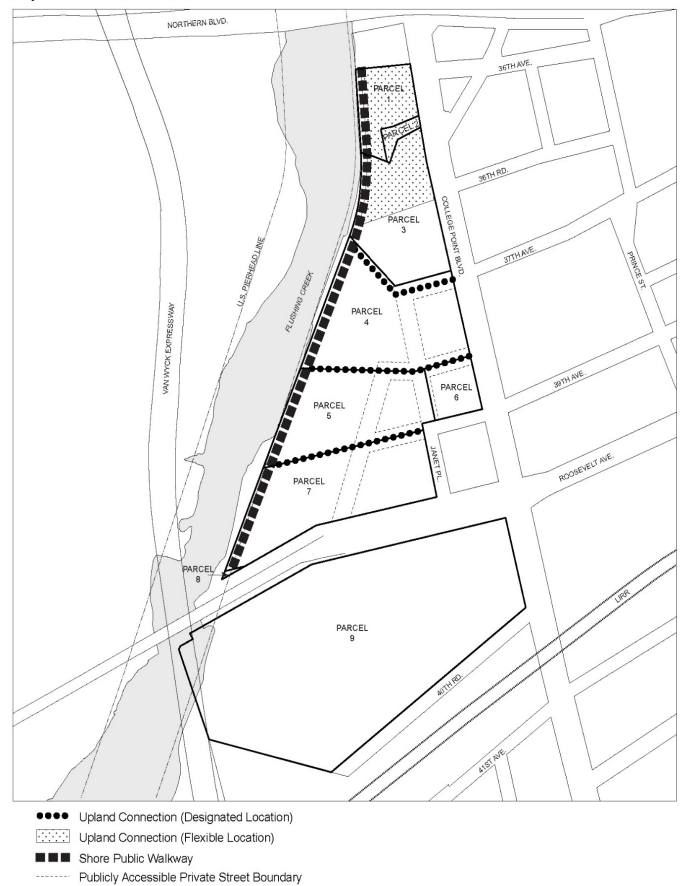 NORTHERN BLVD.
36TH AVE.
PARCEL
1
PARCEL 2
36TH RD.
PARCEL
3
COLLEGE POINT BLVD.
37TH AVE.
PRINCE ST.
U.S. PIERHEAD LINE
FLUSHING CREEK
VAN WYCK EXPRESSWAY
PARCEL
4
39TH AVE.
PARCEL
5
PARCEL
6
JANET PL.
ROOSEVELT AVE.
PARCEL
7
PARCEL
8
PARCEL
9
LIRR
40TH RD.
41ST AVE.
Upland Connection (Designated Location)
Upland Connection (Flexible Location)
Shore Public Walkway
Publicly Accessible Private Street Boundary